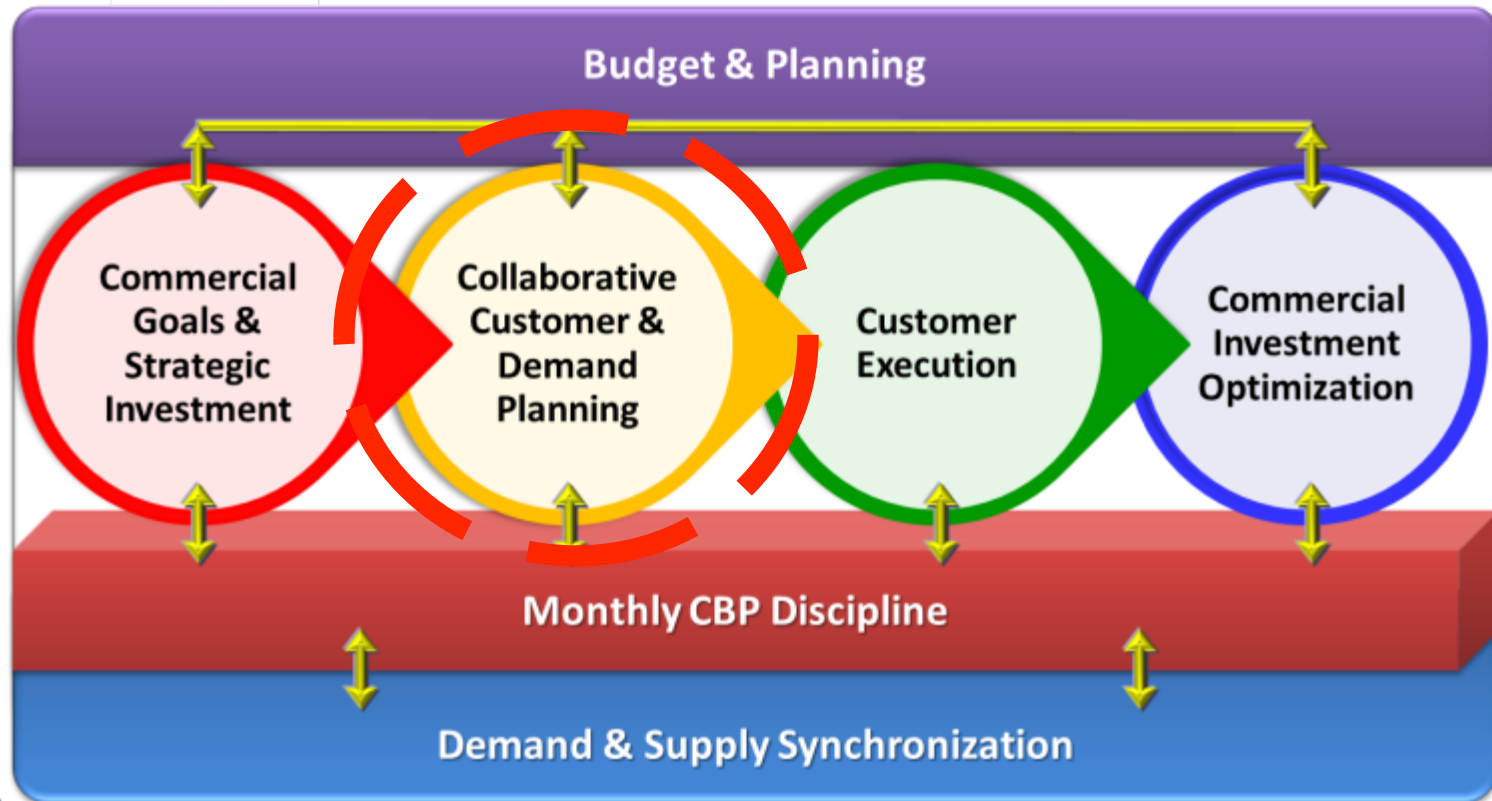 Budget & Planning
Commercial
Goals &
Strategic
Investment
Collaborative
Customer &
Demand
Planning
Customer
Execution
Commercial
Investment
Optimization
Monthly CBP Discipline
Demand & Supply Synchronization